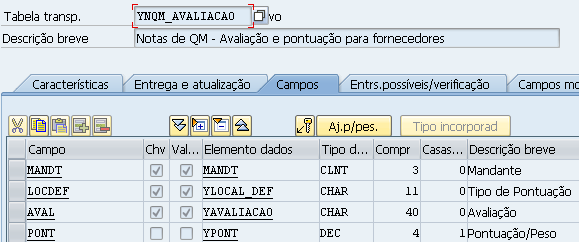 Tabela transp. YNQM_AVALIACAO vo
Descrição breve Notas de QM - Avaliação e pontuação para fornecedores
Características Entrega e atualização Campos Entrs.possíveis/verificação Campos mo
Aj.p/pes. Tipo incorporad
Campo Chv Val... Elemento dados Tipo d... Compr Casas... Descrição breve
MANDT MANDT CLNT 3 0 Mandante
LOCDEF YLOCAL_DEF CHAR 11 0 Tipo de Pontuação
AVAL YAVALIACAO CHAR 40 0 Avaliação
PONT YPONT DEC 4 1 Pontuação/Peso